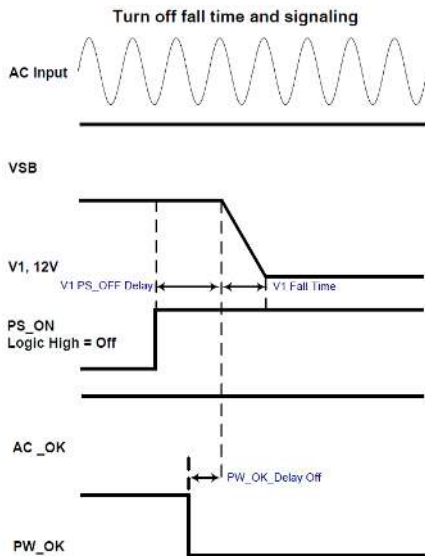 Turn off fall time and signaling
AC Input
VSB
V1, 12V
V1 PS_OFF Delay
V1 Fall Time
PS_ON
Logic High = Off
AC _OK
PW_OK_Delay Off
PW_OK